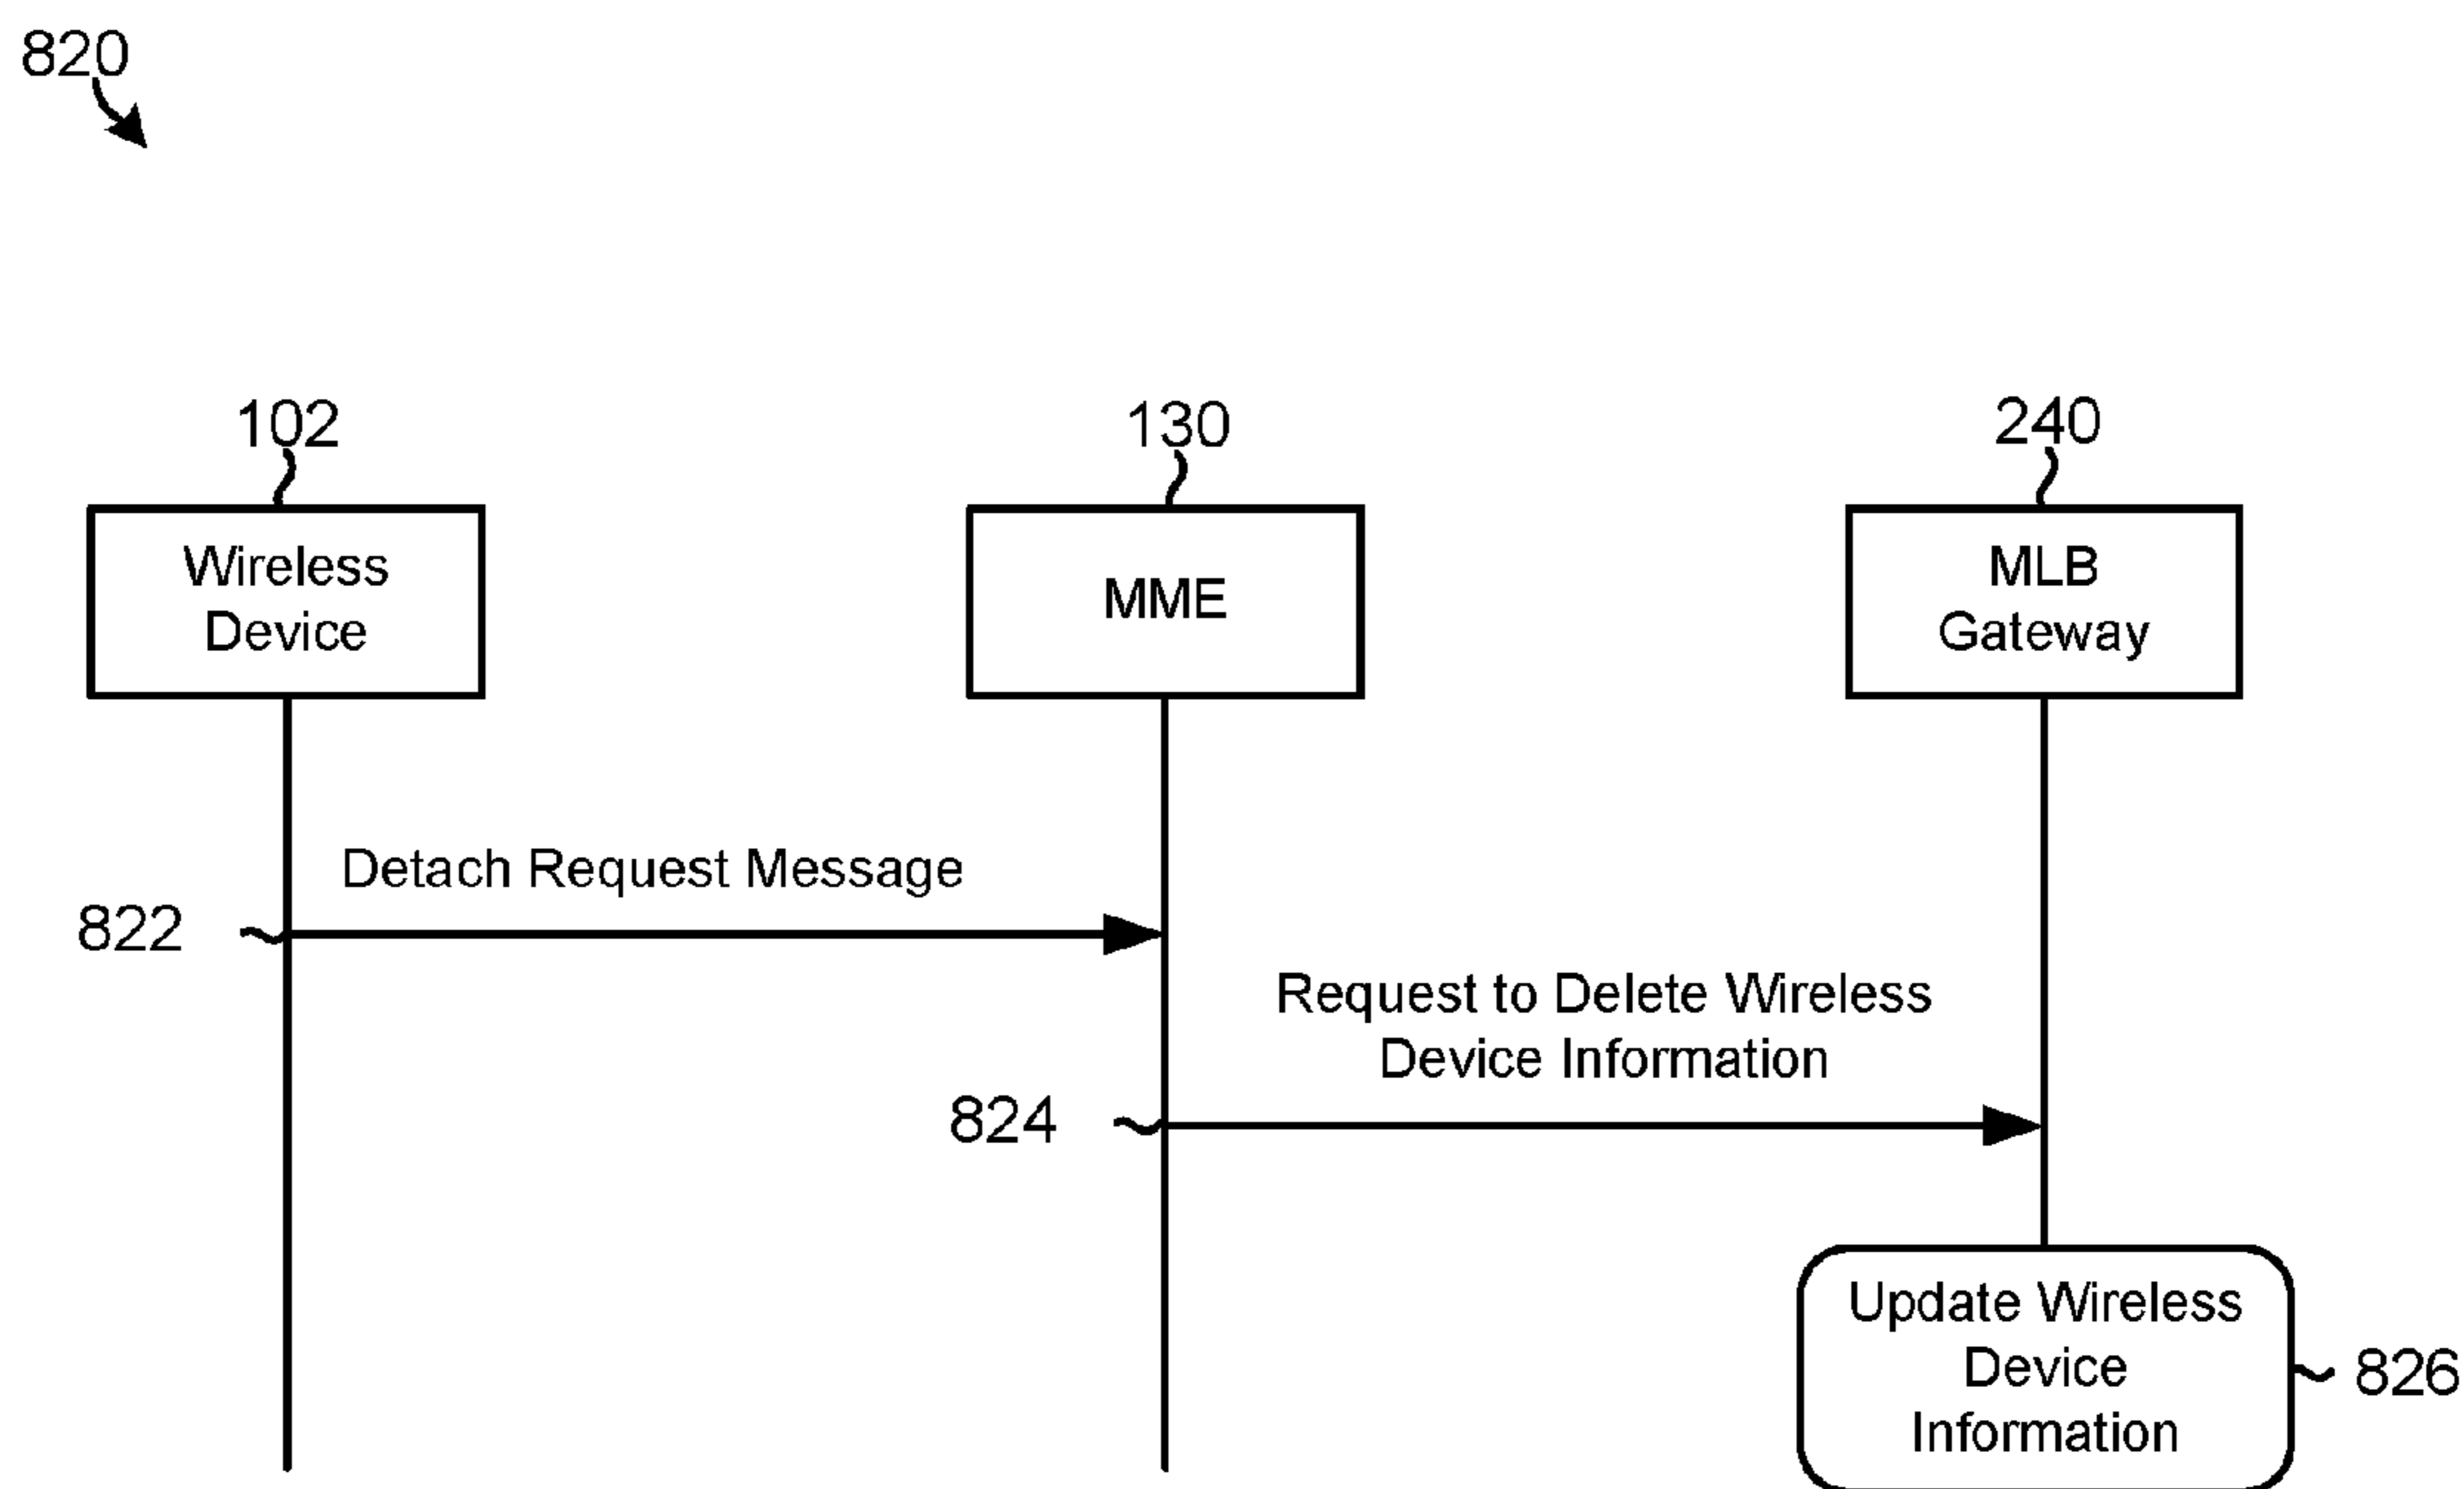 820
102
130
240
Wireless
Device
MME
MLB
Gateway
Detach Request Message
822
Request to Delete Wireless
Device Information
824
Update Wireless
Device
Information
826